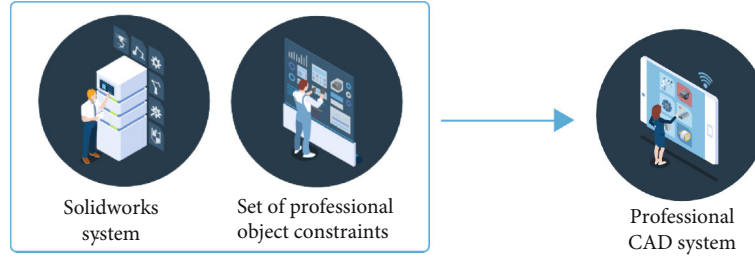 Solidworks
system
Set of professional
object constraints
Professional
CAD system